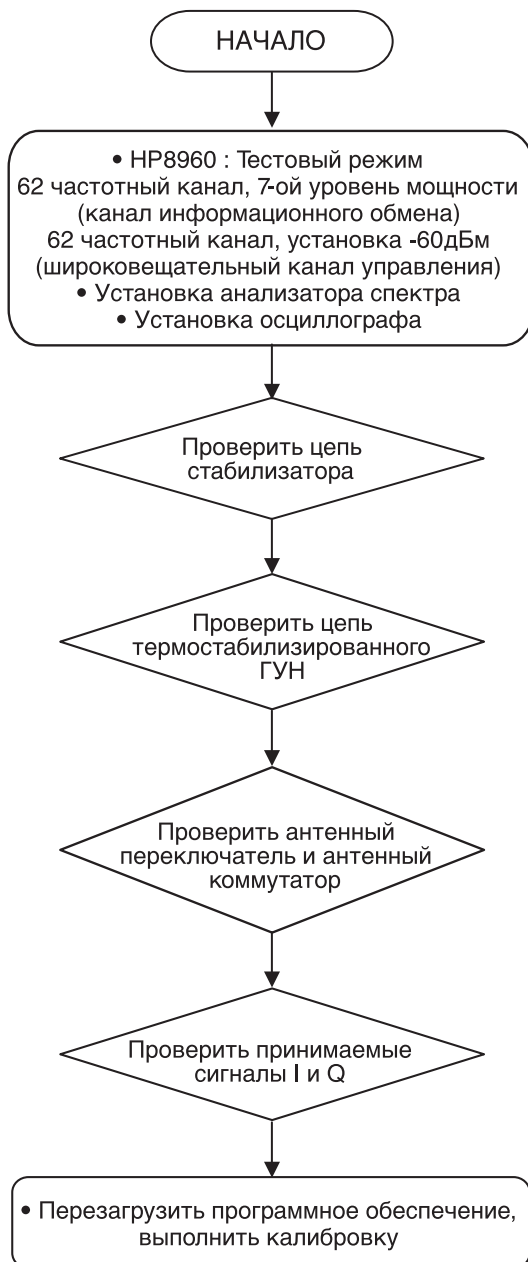 НАЧАЛО
• HP8960 : Тестовый режим
62 частотный канал, 7-ой уровень мощности
(канал информационного обмена)
62 частотный канал, установка -60дБм
(широковещательный канал управления)
• Установка анализатора спектра
• Установка осциллографа
Проверить цепь
стабилизатора
Проверить цепь
термостабилизированного
ГУН
Проверить антенный
переключатель и антенный
коммутатор
Проверить принимаемые
сигналы I и Q
• Перезагрузить программное обеспечение,
выполнить калибровку